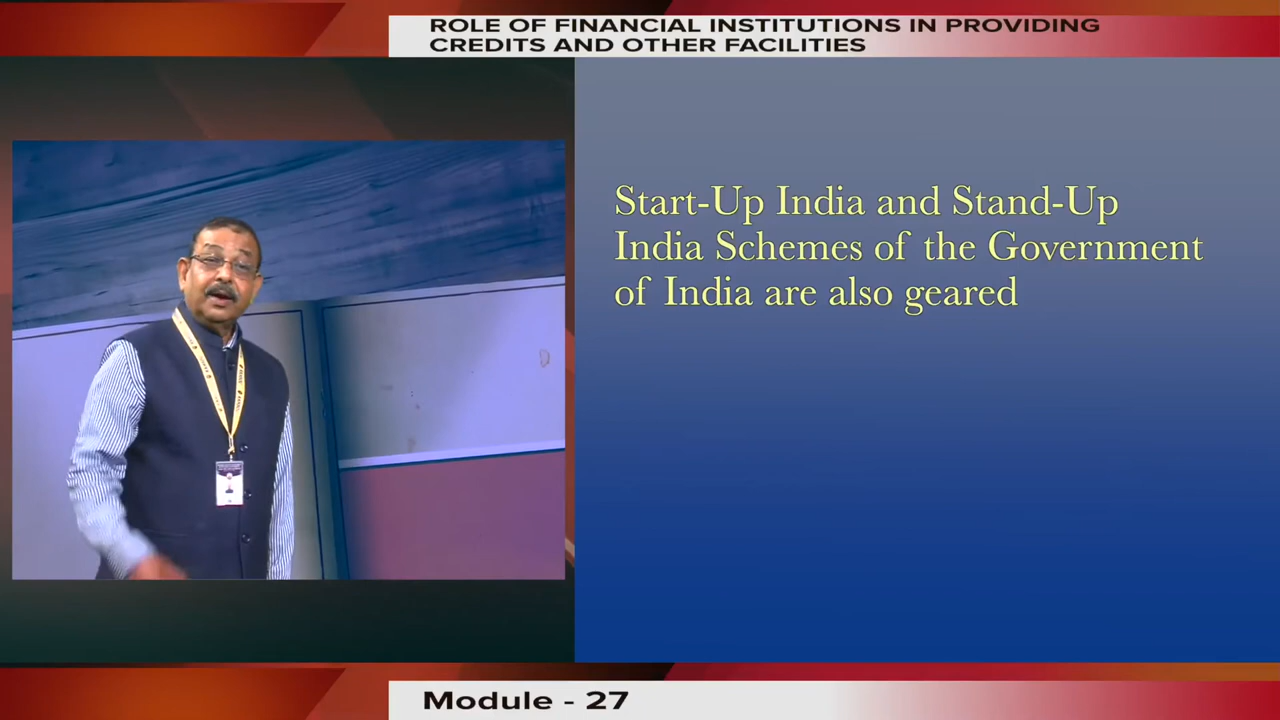 ROLE OF FINANCIAL INSTITUTIONS IN PROVIDING
CREDITS AND OTHER FACILITIES
Start-Up India and Stand-Up
India Schemes of the Government
of India are also geared
Module - 27